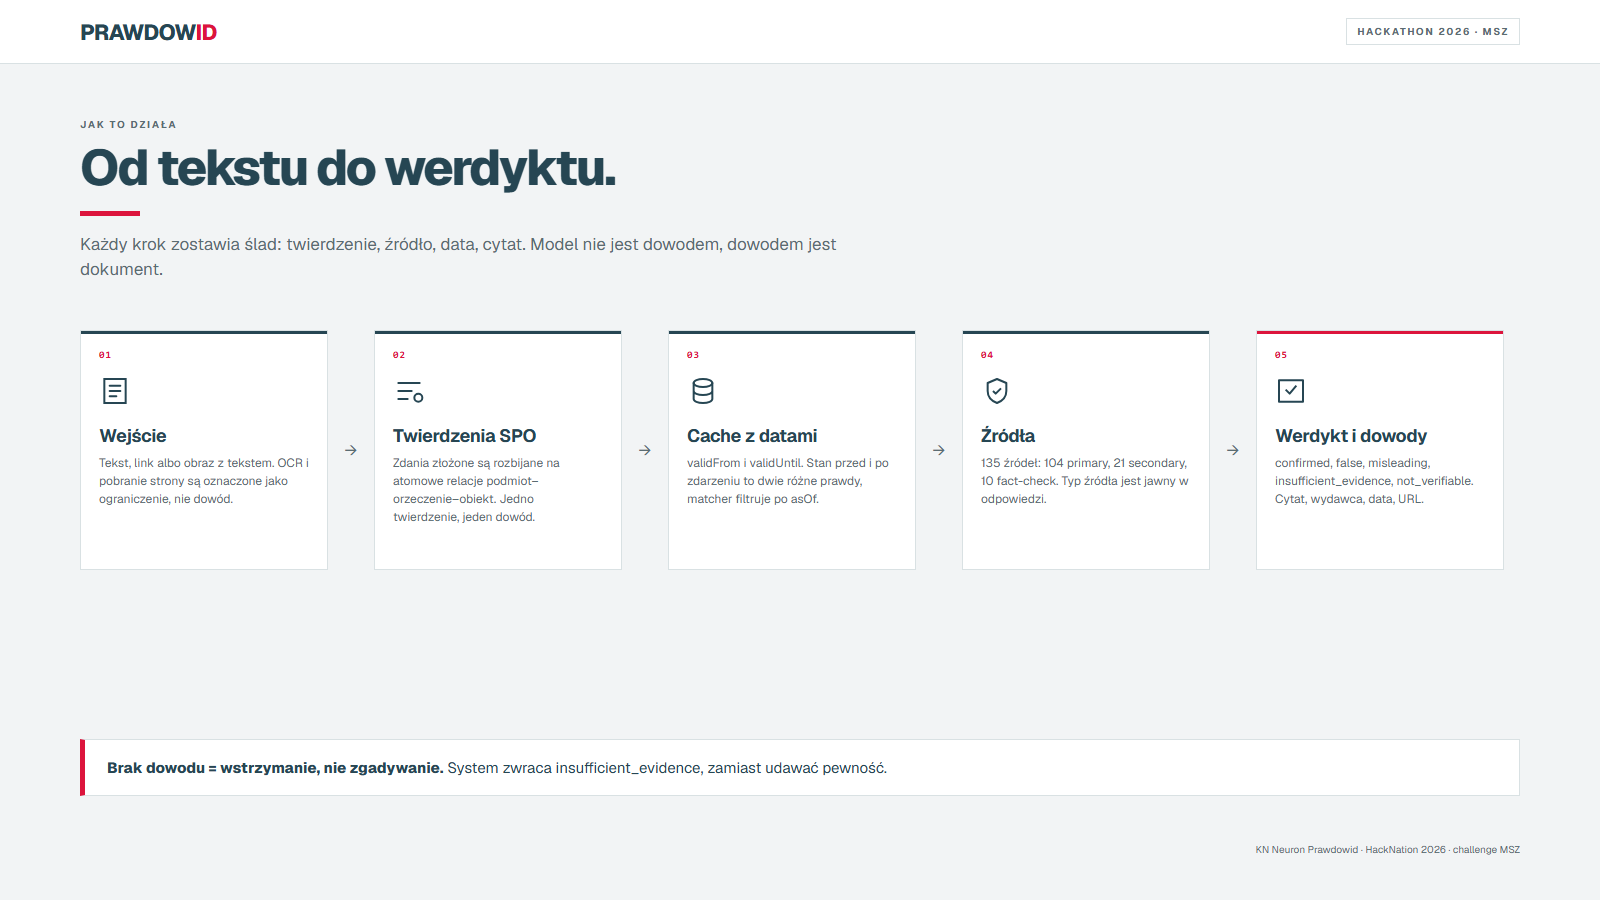 PRAWDOWID
HACKATHON 2026 · MSZ
JAK TO DZIAŁA
Od tekstu do werdyktu.
Każdy krok zostawia ślad: twierdzenie, źródło, data, cytat. Model nie jest dowodem, dowodem jest
dokument.
01
Wejście
Tekst, link albo obraz z tekstem. OCR i
pobranie strony są oznaczone jako
ograniczenie, nie dowód.
→
02
Twierdzenia SPO
Zdania złożone są rozbijane na
atomowe relacje podmiot–
orzeczenie–obiekt. Jedno
twierdzenie, jeden dowód.
→
03
Cache z datami
validFrom i validUntil. Stan przed i po
zdarzeniu to dwie różne prawdy,
matcher filtruje po asOf.
→
04
Źródła
135 źródeł: 104 primary, 21 secondary,
10 fact-check. Typ źródła jest jawny w
odpowiedzi.
→
05
Werdykt i dowody
confirmed, false, misleading,
insufficient_evidence, not_verifiable.
Cytat, wydawca, data, URL.
Brak dowodu = wstrzymanie, nie zgadywanie. System zwraca insufficient_evidence, zamiast udawać pewność.
KN Neuron Prawdowid · HackNation 2026 · challenge MSZ